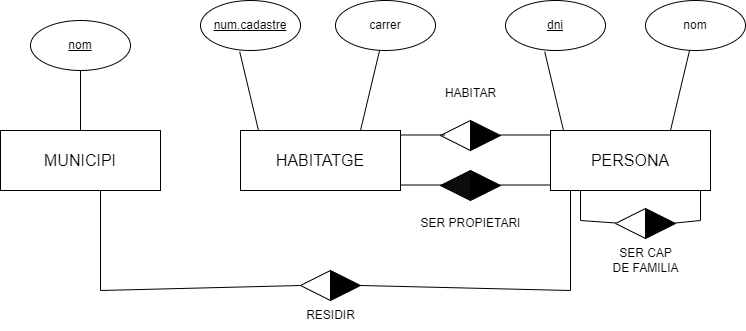 num.cadastre
carrer
dni
nom
nom
HABITAR
MUNICIPI
HABITATGE
PERSONA
SER PROPIETARI
SER CAP
DE FAMILIA
RESIDIR